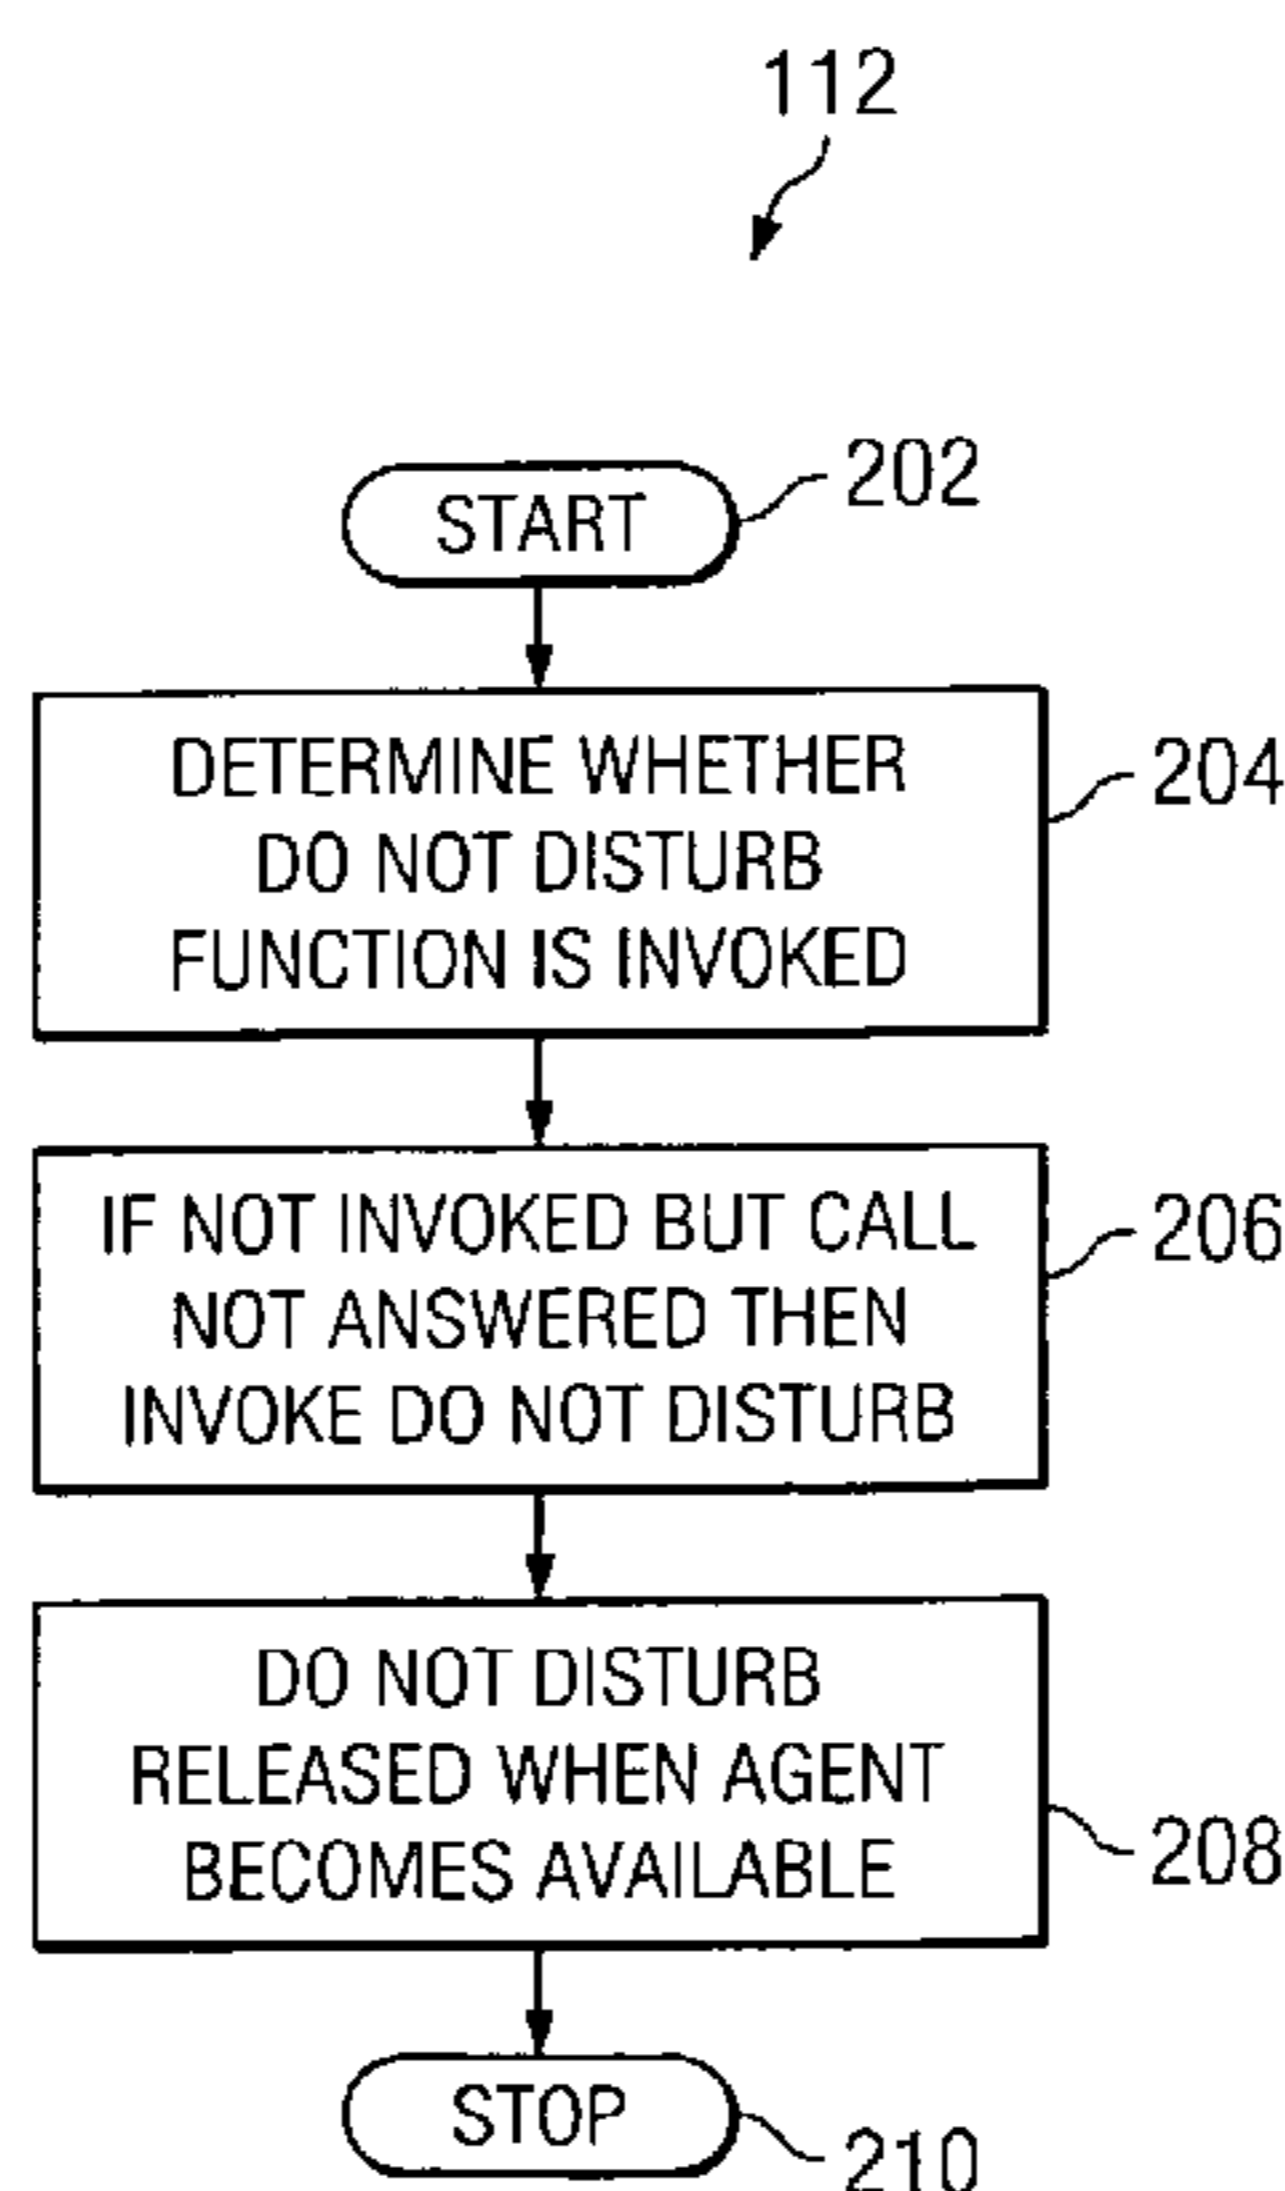 112
START
202
DETERMINE WHETHER
DO NOT DISTURB
FUNCTION IS INVOKED
204
IF NOT INVOKED BUT CALL
NOT ANSWERED THEN
INVOKE DO NOT DISTURB
206
DO NOT DISTURB
RELEASED WHEN AGENT
BECOMES AVAILABLE
208
STOP
210